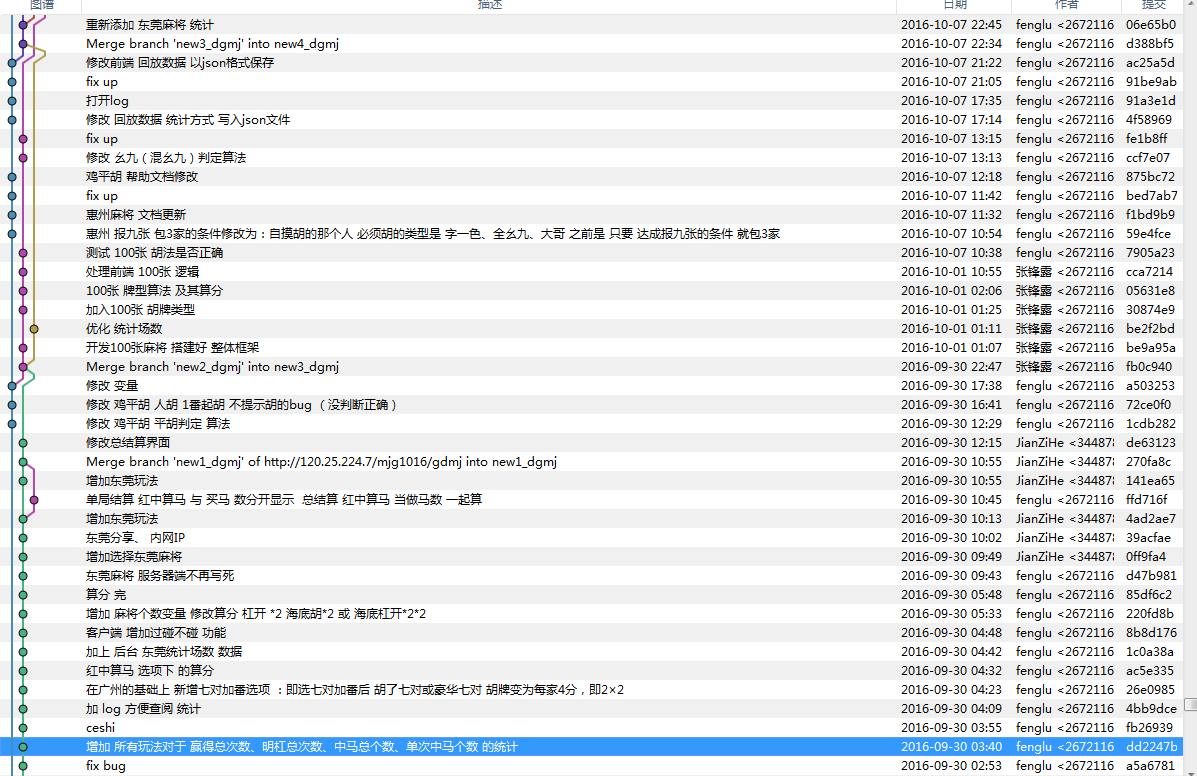 图谱 描述 日期 作者 提交
重新添加 东莞麻将 统计 2016-10-07 22:45 fenglu <2672116 06e65b0
Merge branch 'new3_dgmj' into new4_dgmj 2016-10-07 22:34 fenglu <2672116 d388bf5
修改前端 回放数据 以json格式保存 2016-10-07 21:22 fenglu <2672116 ac25a5d
fix up 2016-10-07 21:05 fenglu <2672116 91be9ab
打开log 2016-10-07 17:35 fenglu <2672116 91a3e1d
修改 回放数据 统计方式 写入json文件 2016-10-07 17:14 fenglu <2672116 4f58969
fix up 2016-10-07 13:15 fenglu <2672116 fe1b8ff
修改 幺九（混幺九）判定算法 2016-10-07 13:13 fenglu <2672116 ccf7e07
鸡平胡 帮助文档修改 2016-10-07 12:18 fenglu <2672116 875bc72
fix up 2016-10-07 11:42 fenglu <2672116 bed7ab7
惠州麻将 文档更新 2016-10-07 11:32 fenglu <2672116 f1bd9b9
惠州 报九张 包3家的条件修改为：自摸胡的那个人 必须胡的类型是 字一色、全幺九、大哥 之前是 只要 达成报九张的条件 就包3家 2016-10-07 10:54 fenglu <2672116 59e4fce
测试 100张 胡法是否正确 2016-10-07 10:38 fenglu <2672116 7905a23
处理前端 100张 逻辑 2016-10-01 10:55 张锋露 <2672116 cca7214
100张 牌型算法 及其算分 2016-10-01 02:06 张锋露 <2672116 05631e8
加入100张 胡牌类型 2016-10-01 01:25 张锋露 <2672116 30874e9
优化 统计场数 2016-10-01 01:11 张锋露 <2672116 be2f2bd
开发100张麻将 搭建好 整体框架 2016-10-01 01:07 张锋露 <2672116 be9a95a
Merge branch 'new2_dgmj' into new3_dgmj 2016-09-30 22:47 张锋露 <2672116 fb0c940
修改 变量 2016-09-30 17:38 fenglu <2672116 a503253
修改 鸡平胡 人胡 1番起胡 不提示胡的bug （没判断正确） 2016-09-30 16:41 fenglu <2672116 72ce0f0
修改 鸡平胡 平胡判定 算法 2016-09-30 12:29 fenglu <2672116 1cdb282
修改总结算界面 2016-09-30 12:15 JianZiHe <344878 de63123
Merge branch 'new1_dgmj' of http://120.25.224.7/mjg1016/gdmj into new1_dgmj 2016-09-30 10:55 JianZiHe <344878 270fa8c
增加东莞玩法 2016-09-30 10:55 JianZiHe <344878 141ea65
单局结算 红中算马 与 买马 数分开显示 总结算 红中算马 当做马数 一起算 2016-09-30 10:45 fenglu <2672116 ffd716f
增加东莞玩法 2016-09-30 10:13 JianZiHe <344878 4ad2ae7
东莞分享、 内网IP 2016-09-30 10:02 JianZiHe <344878 39acfae
增加选择东莞麻将 2016-09-30 09:49 JianZiHe <344878 0ff9fa4
东莞麻将 服务器端不再写死 2016-09-30 09:43 fenglu <2672116 d47b981
算分 完 2016-09-30 05:48 fenglu <2672116 85df6c2
增加 麻将个数变量 修改算分 杠开 *2 海底胡*2 或 海底杠开*2*2 2016-09-30 05:33 fenglu <2672116 220fd8b
客户端 增加过碰不碰 功能 2016-09-30 04:48 fenglu <2672116 8b8d176
加上 后台 东莞统计场数 数据 2016-09-30 04:42 fenglu <2672116 1c0a38a
红中算马 选项下 的算分 2016-09-30 04:32 fenglu <2672116 ac5e335
在广州的基础上 新增七对加番选项 ：即选七对加番后 胡了七对或豪华七对 胡牌变为每家4分，即2×2 2016-09-30 04:23 fenglu <2672116 26e0985
加 log 方便查阅 统计 2016-09-30 04:09 fenglu <2672116 4bb9dce
ceshi 2016-09-30 03:55 fenglu <2672116 fb26939
增加 所有玩法对于 赢得总次数、明杠总次数、中马总个数、单次中马个数 的统计 2016-09-30 03:40 fenglu <2672116 dd2247b
fix bug 2016-09-30 02:53 fenglu <2672116 a5a6781